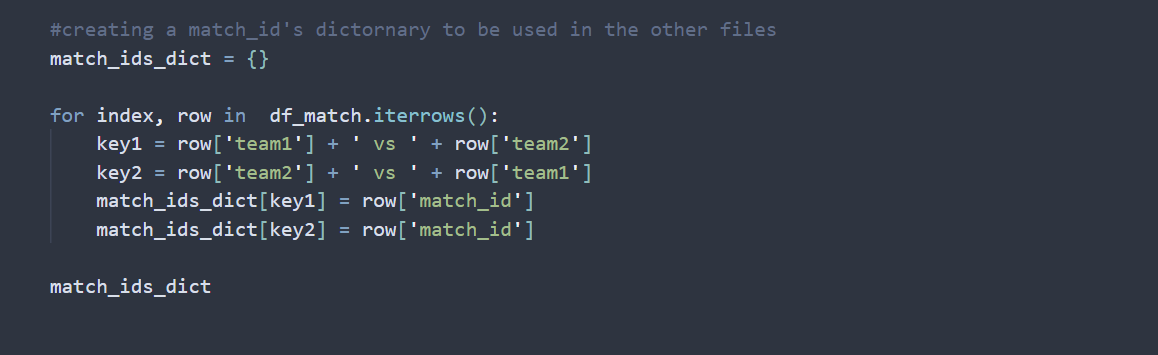 #creating a match_id's dictornary to be used in the other files
match_ids_dict = {}
for index, row in  df_match.iterrows():
    key1 = row['team1'] + ' vs ' + row['team2']
    key2 = row['team2'] + ' vs ' + row['team1']
    match_ids_dict[key1] = row['match_id']
    match_ids_dict[key2] = row['match_id']
match_ids_dict